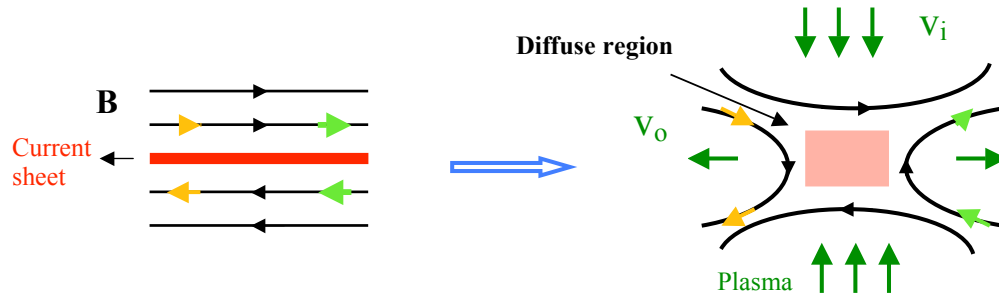 B
Current
sheet
Diffuse region
vi
vo
Plasma